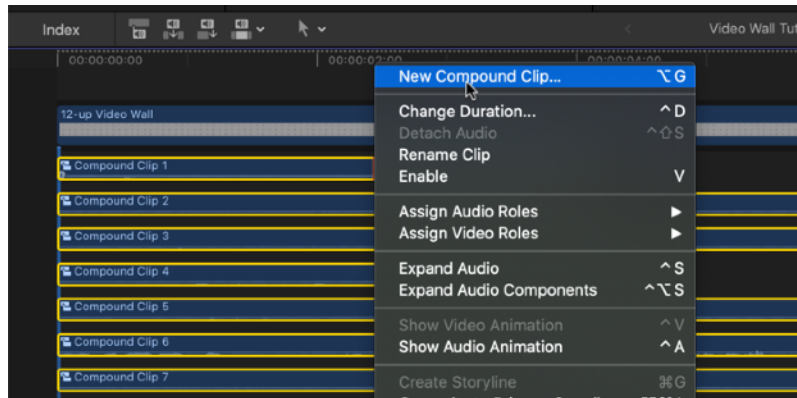 Index
Video Wall Tut
00:00:00:00
00:00:02:00
00:00:04:00
New Compound Clip... ⌥ G
12-up Video Wall
Change Duration... ^ D
Detach Audio ^⇧S
Rename Clip
Enable V
Compound Clip 1
Compound Clip 2
Compound Clip 3
Compound Clip 4
Compound Clip 5
Compound Clip 6
Compound Clip 7
Assign Audio Roles ▶
Assign Video Roles ▶
Expand Audio ^ S
Expand Audio Components ^⌥ S
Show Video Animation ^ V
Show Audio Animation ^ A
Create Storyline ⌘G